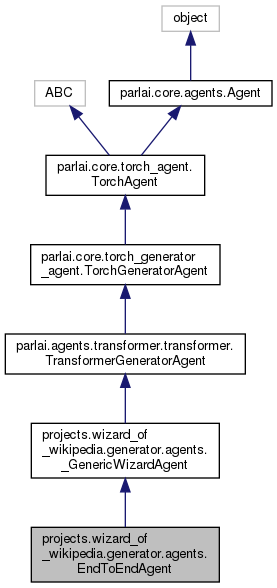 object
ABC
parlai.core.agents.Agent
parlai.core.torch_agent.
TorchAgent
parlai.core.torch_generator
_agent.TorchGeneratorAgent
parlai.agents.transformer.transformer.
TransformerGeneratorAgent
projects.wizard_of
_wikipedia.generator.agents.
_GenericWizardAgent
projects.wizard_of
_wikipedia.generator.agents.
EndToEndAgent